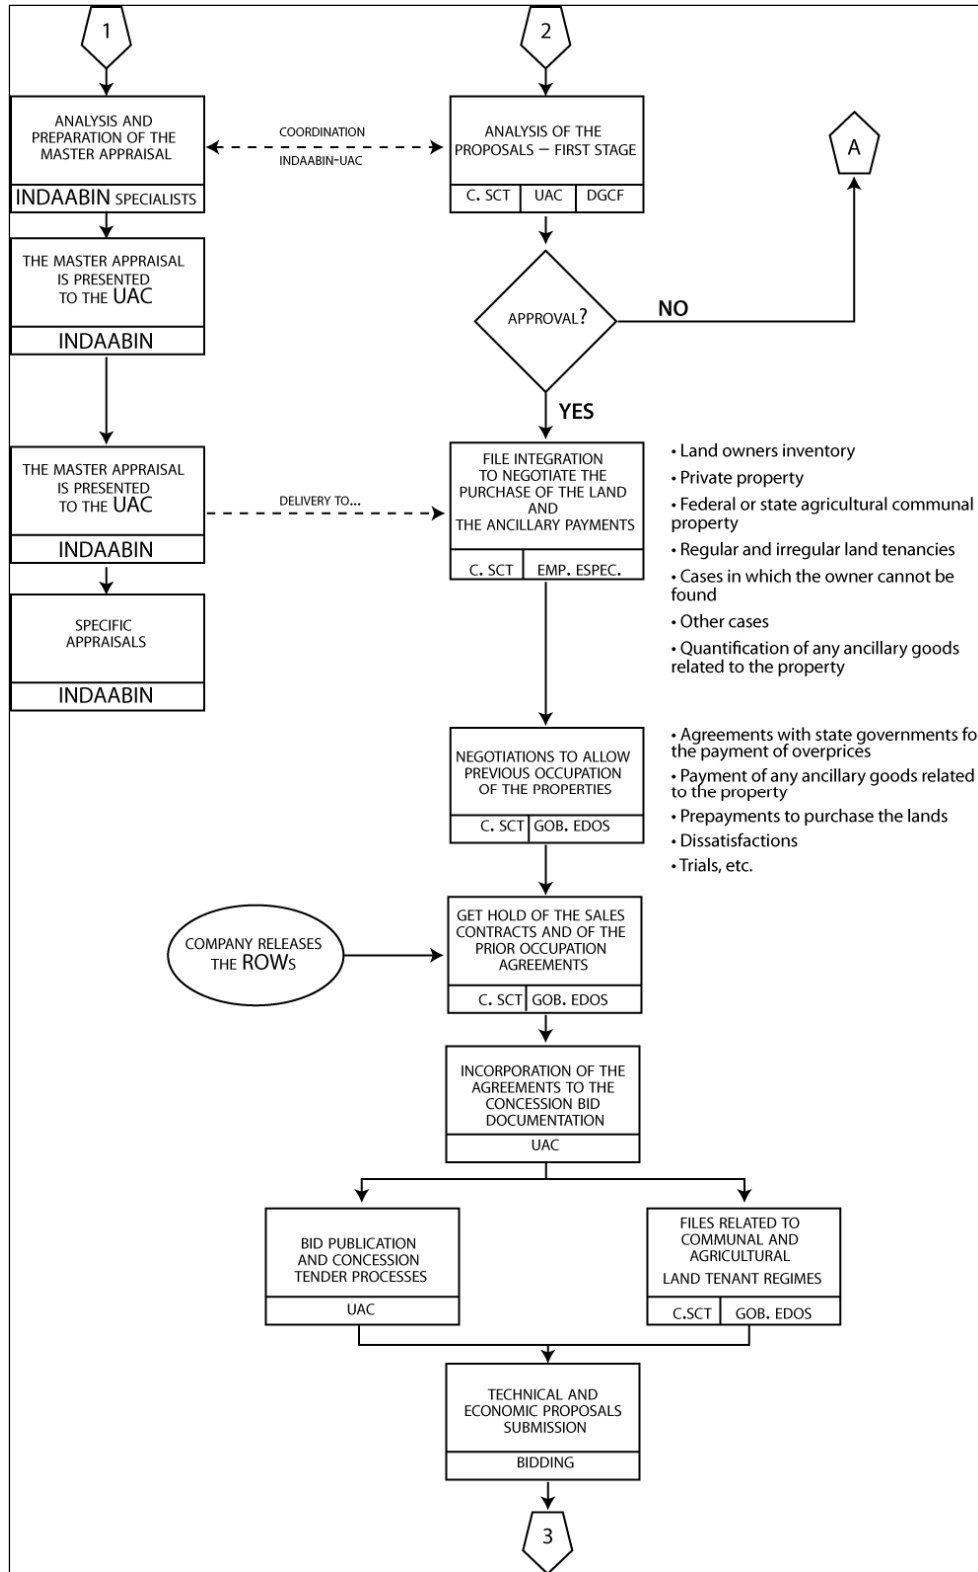 1
2
ANALYSIS AND
PREPARATION OF THE
MASTER APPRAISAL
INDAABIN SPECIALISTS
COORDINATION
INDAABIN-UAC
ANALYSIS OF THE
PROPOSALS – FIRST STAGE
C. SCT
UAC
DGCF
A
THE MASTER APPRAISAL
IS PRESENTED
TO THE UAC
INDAABIN
APPROVAL?
NO
YES
THE MASTER APPRAISAL
IS PRESENTED
TO THE UAC
INDAABIN
DELIVERY TO...
FILE INTEGRATION
TO NEGOTIATE THE
PURCHASE OF THE LAND
AND
THE ANCILLARY PAYMENTS
C. SCT
EMP. ESPEC.
• Land owners inventory
• Private property
• Federal or state agricultural communal
property
• Regular and irregular land tenancies
• Cases in which the owner cannot be
found
• Other cases
• Quantification of any ancillary goods
related to the property
SPECIFIC
APPRAISALS
INDAABIN
NEGOTIATIONS TO ALLOW
PREVIOUS OCCUPATION
OF THE PROPERTIES
C. SCT
GOB. EDOS
• Agreements with state governments fo
the payment of overprices
• Payment of any ancillary goods related
to the property
• Prepayments to purchase the lands
• Dissatisfactions
• Trials, etc.
COMPANY RELEASES
THE ROWS
GET HOLD OF THE SALES
CONTRACTS AND OF THE
PRIOR OCCUPATION
AGREEMENTS
C. SCT
GOB. EDOS
INCORPORATION OF THE
AGREEMENTS TO THE
CONCESSION BID
DOCUMENTATION
UAC
BID PUBLICATION
AND CONCESSION
TENDER PROCESSES
UAC
FILES RELATED TO
COMMUNAL AND
AGRICULTURAL
LAND TENANT REGIMES
C.SCT
GOB. EDOS
TECHNICAL AND
ECONOMIC PROPOSALS
SUBMISSION
BIDDING
3